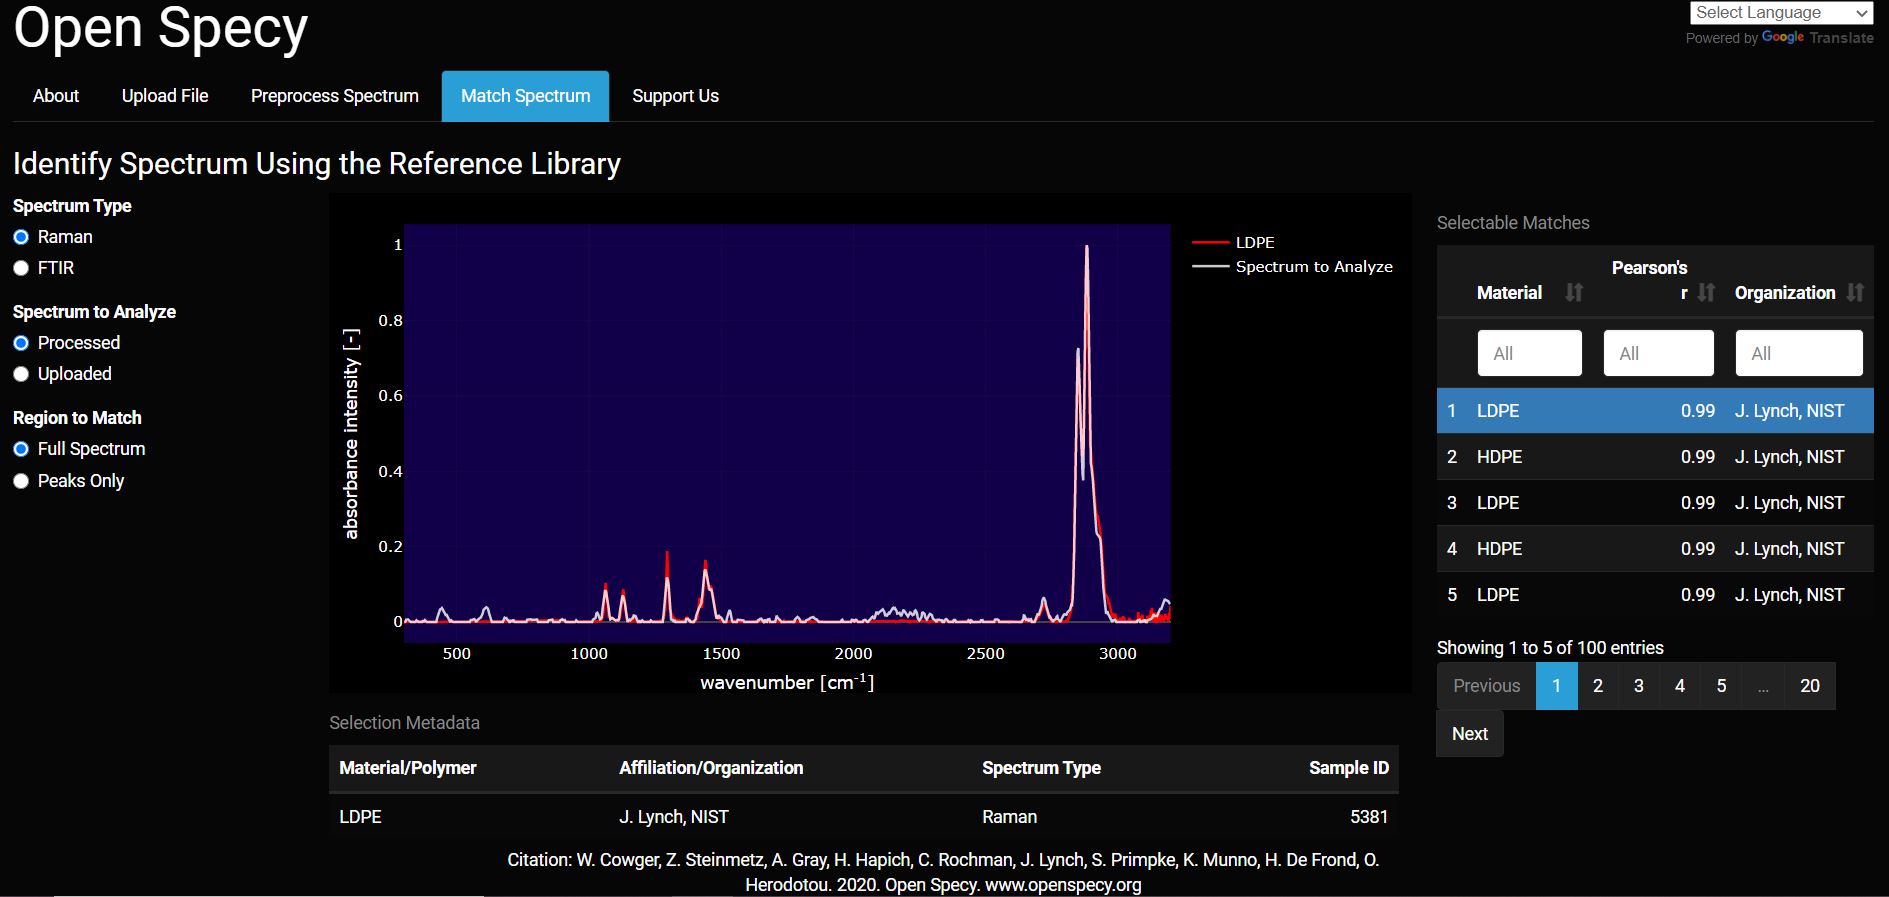 Open Specy
Select Language
Powered by Google Translate
About Upload File Preprocess Spectrum Match Spectrum Support Us
Identify Spectrum Using the Reference Library
Spectrum Type
Raman
FTIR
Spectrum to Analyze
Processed
Uploaded
Region to Match
Full Spectrum
Peaks Only
LDPE
Spectrum to Analyze
absorbance intensity [-]
1
0.8
0.6
0.4
0.2
0
500 1000 1500 2000 2500 3000
wavenumber [cm⁻¹]
Selectable Matches
Material Pearson's r Organization
All All All
1 LDPE 0.99 J. Lynch, NIST
2 HDPE 0.99 J. Lynch, NIST
3 LDPE 0.99 J. Lynch, NIST
4 HDPE 0.99 J. Lynch, NIST
5 LDPE 0.99 J. Lynch, NIST
Showing 1 to 5 of 100 entries
Previous 1 2 3 4 5 … 20
Next
Selection Metadata
Material/Polymer Affiliation/Organization Spectrum Type Sample ID
LDPE J. Lynch, NIST Raman 5381
Citation: W. Cowger, Z. Steinmetz, A. Gray, H. Hapich, C. Rochman, J. Lynch, S. Primpke, K. Munno, H. De Frond, O.
Herodotou. 2020. Open Specy. www.openspecy.org